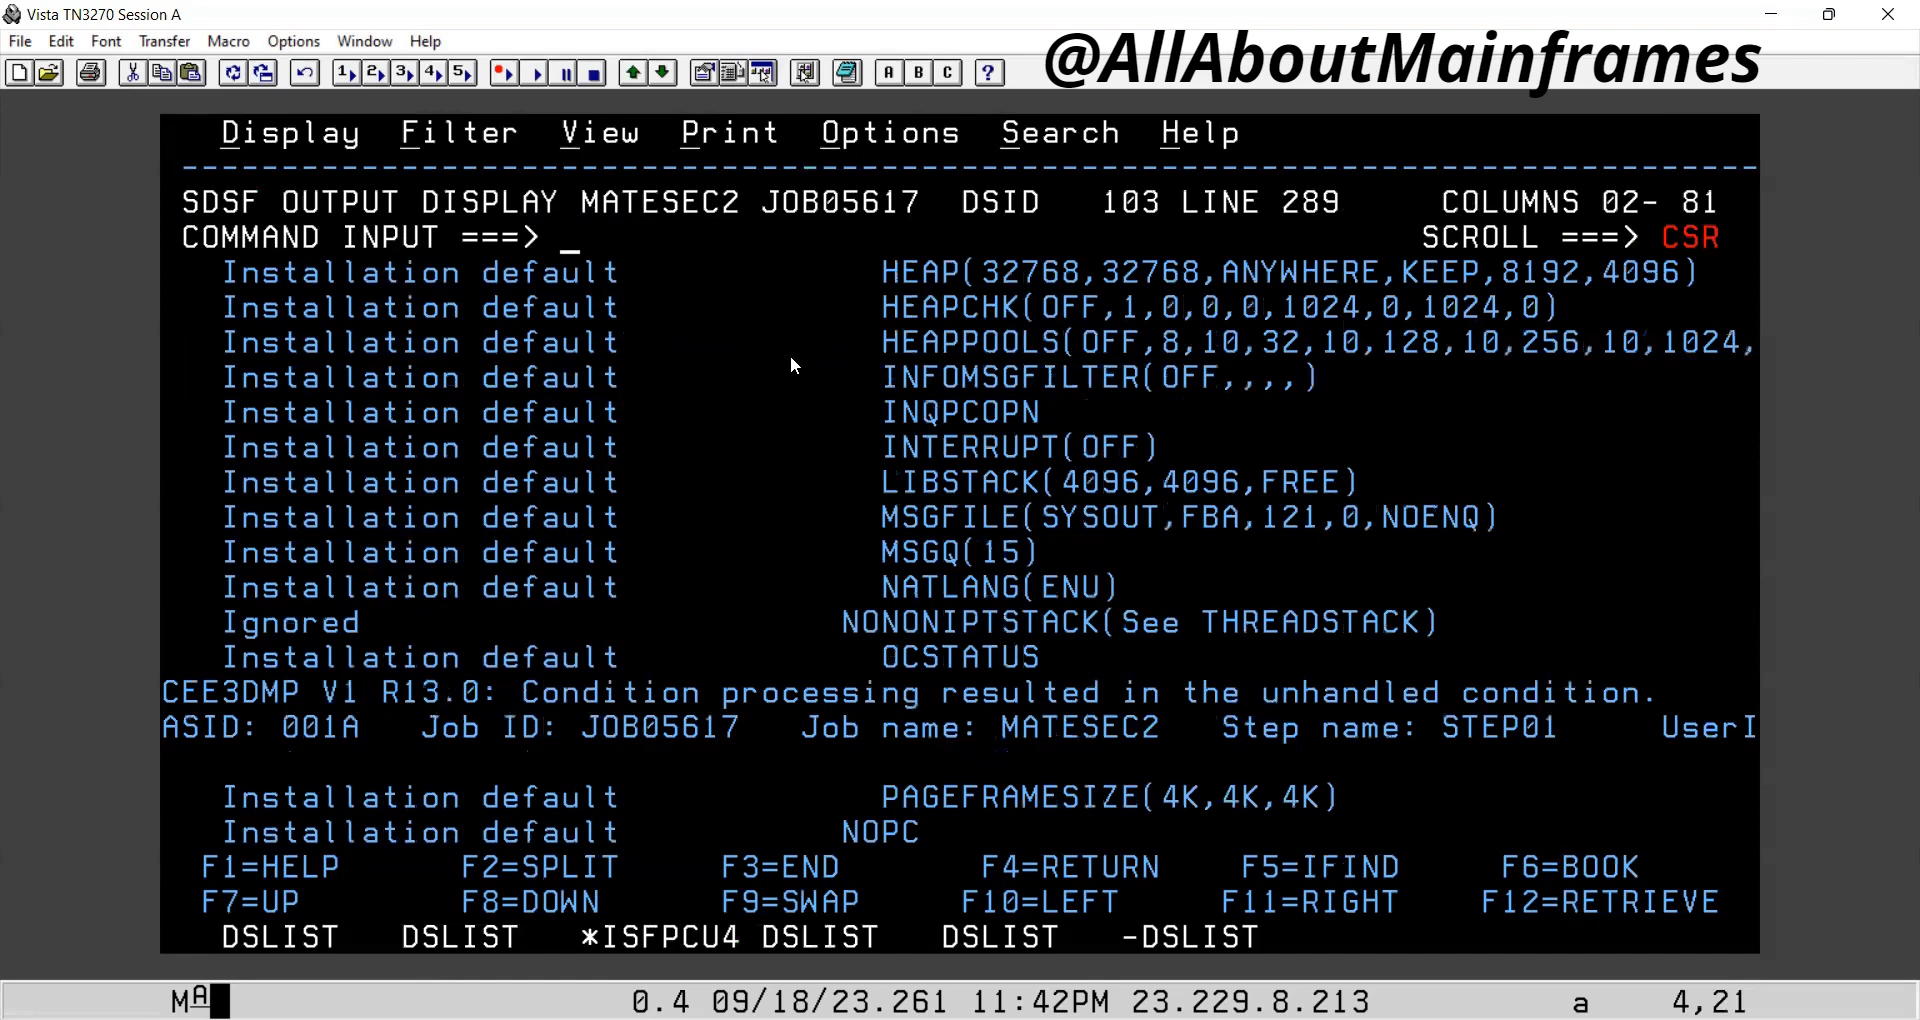 Vista TN3270 Session A
File Edit Font Transfer Macro Options Window Help
1 2 3 4 5 A B C ?
@AllAboutMainframes
Display Filter View Print Options Search Help
SDSF OUTPUT DISPLAY MATESEC2 JOB05617 DSID 103 LINE 289 COLUMNS 02- 81
COMMAND INPUT ===> _ SCROLL ===> CSR
Installation default HEAP(32768,32768,ANYWHERE,KEEP,8192,4096)
Installation default HEAPCHK(OFF,1,0,0,0,1024,0,1024,0)
Installation default HEAPPOOLS(OFF,8,10,32,10,128,10,256,10,1024,
Installation default INFOMSGFILTER(OFF,,,,)
Installation default INQPCOPN
Installation default INTERRUPT(OFF)
Installation default LIBSTACK(4096,4096,FREE)
Installation default MSGFILE(SYSOUT,FBA,121,0,NOENQ)
Installation default MSGQ(15)
Installation default NATLANG(ENU)
Ignored NONONIPTSTACK(See THREADSTACK)
Installation default OCSTATUS
CEE3DMP V1 R13.0: Condition processing resulted in the unhandled condition.
ASID: 001A Job ID: JOB05617 Job name: MATESEC2 Step name: STEP01 UserI
Installation default PAGEFRAMESIZE(4K,4K,4K)
Installation default NOPC
F1=HELP F2=SPLIT F3=END F4=RETURN F5=IFIND F6=BOOK
F7=UP F8=DOWN F9=SWAP F10=LEFT F11=RIGHT F12=RETRIEVE
DSLIST DSLIST *ISFPCU4 DSLIST DSLIST -DSLIST
MA 0.4 09/18/23.261 11:42PM 23.229.8.213 a 4,21